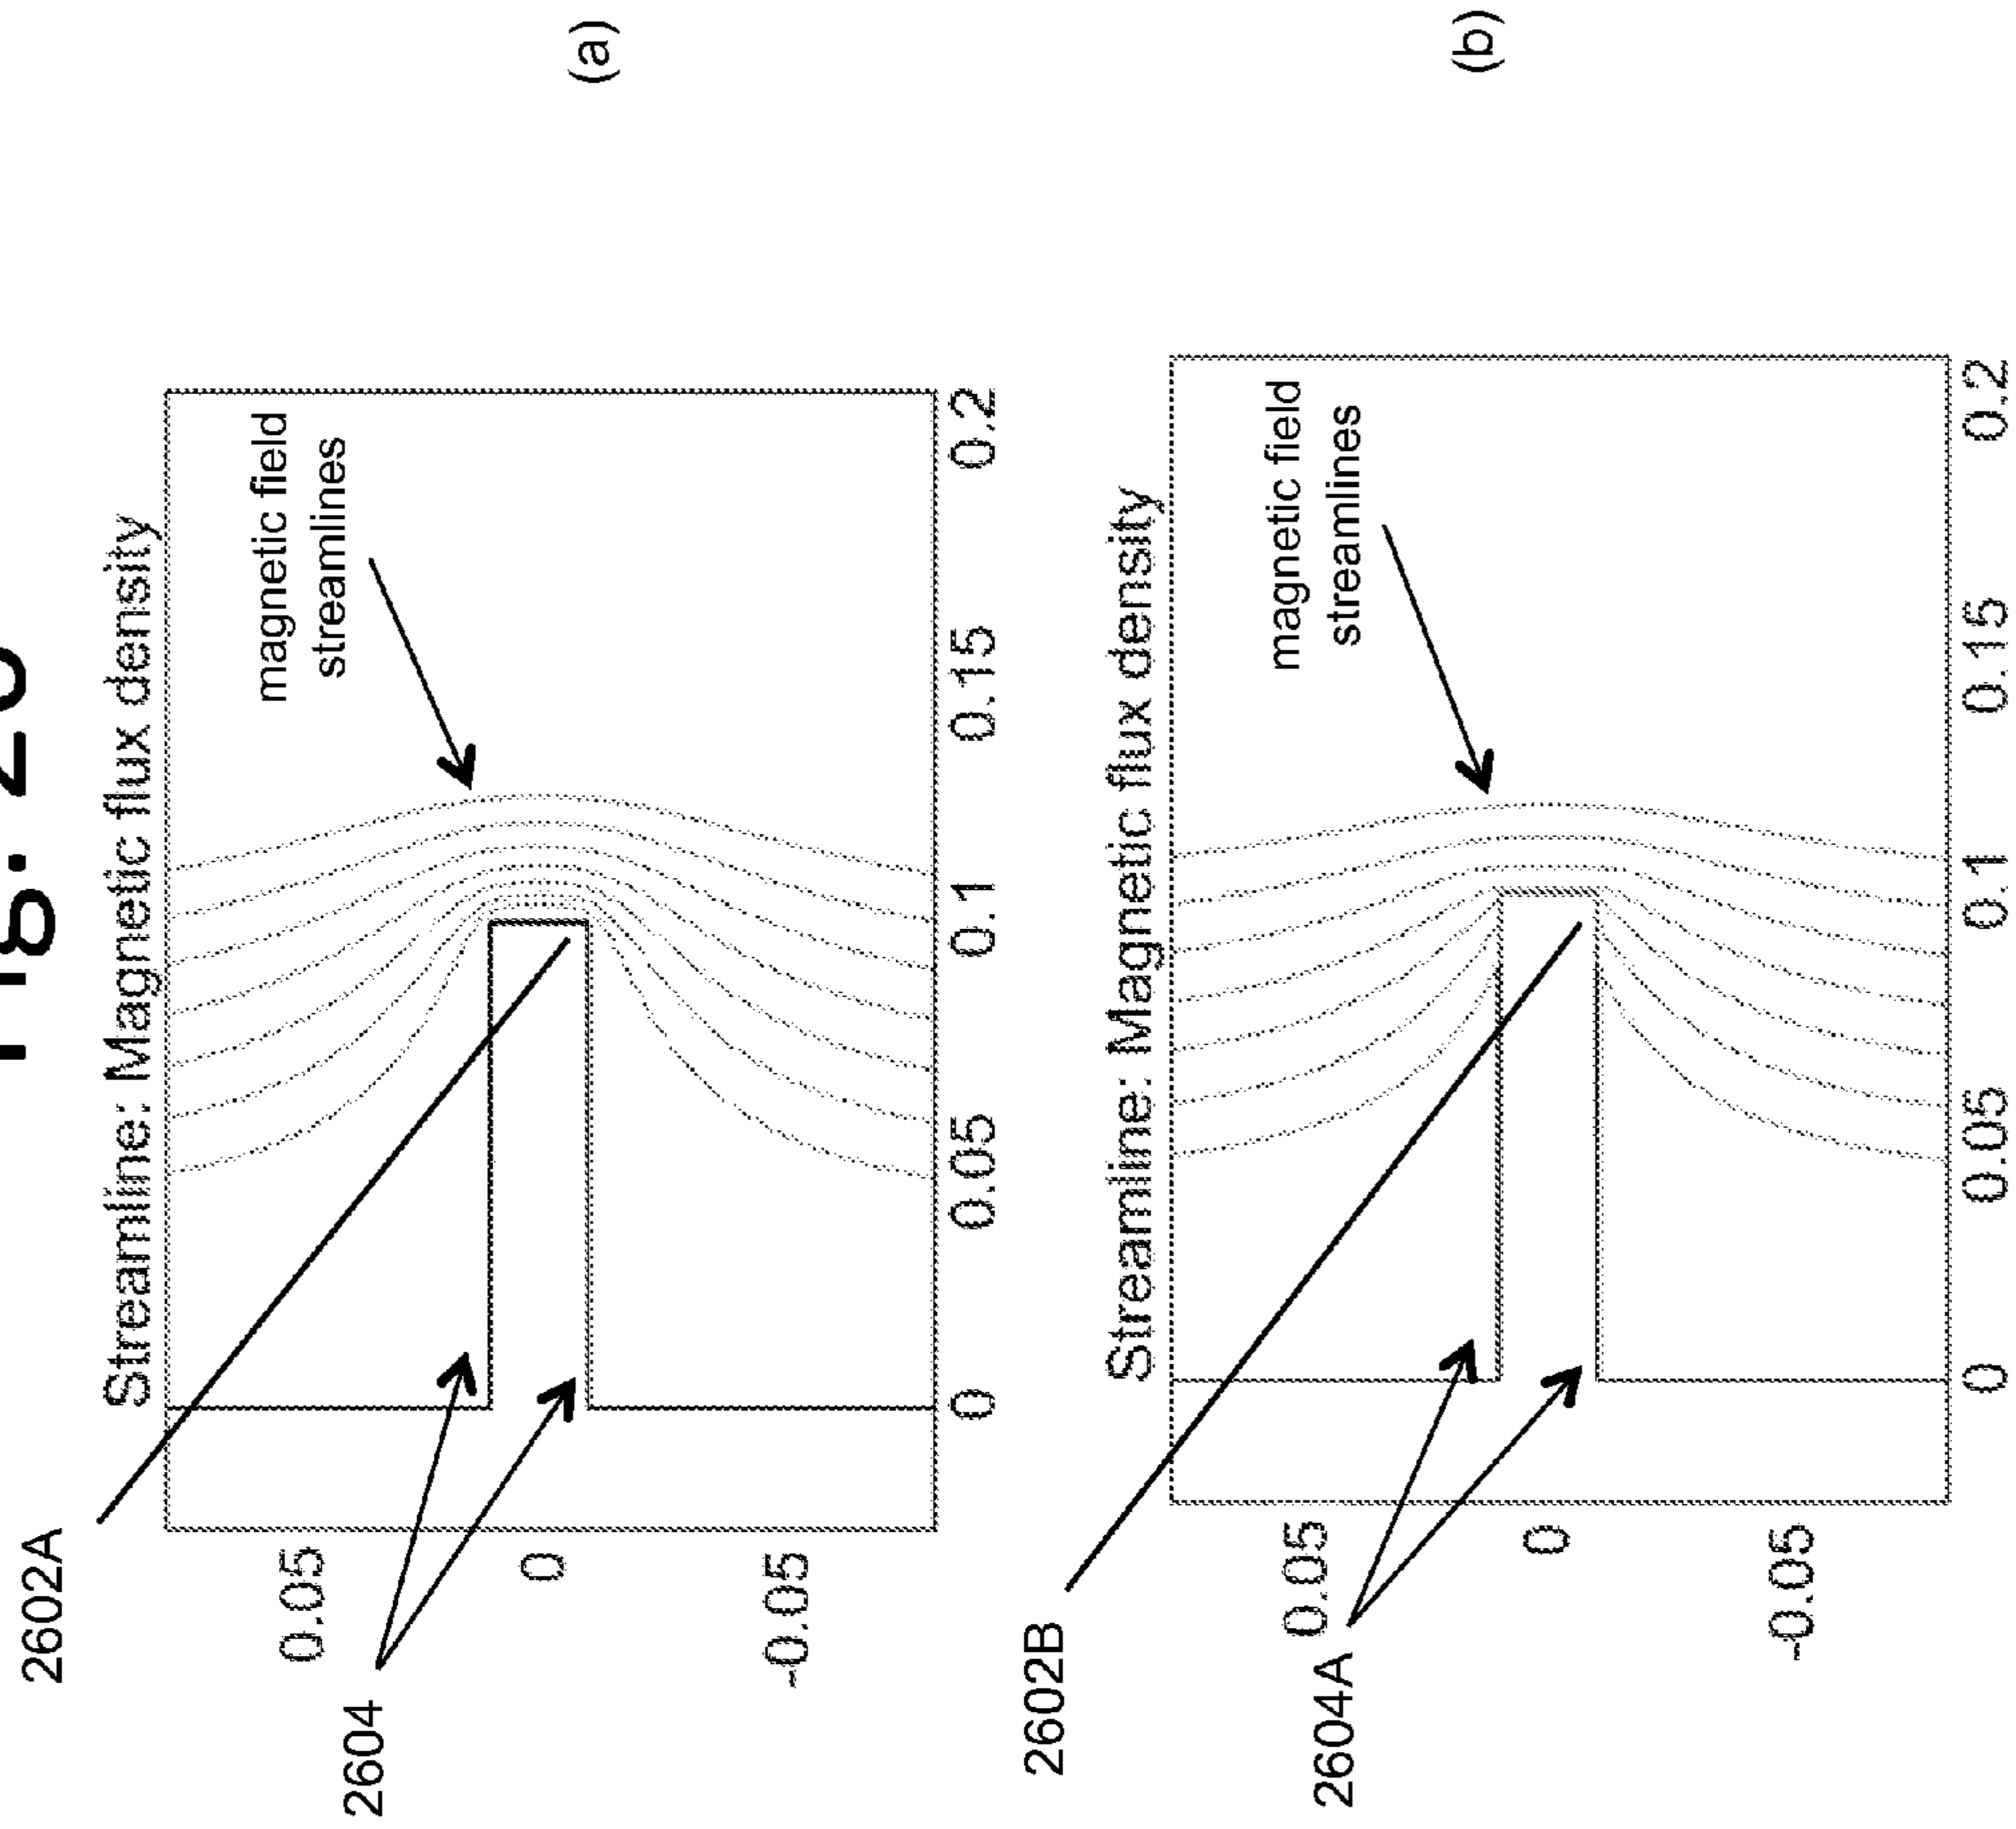 Fig. 26
2602A
Streamline: Magnetic flux density
magnetic field
streamlines
2604
0.05
0
-0.05
0
0.05
0.1
0.15
0.2
(a)
2602B
Streamline: Magnetic flux density
magnetic field
streamlines
2604A
0.05
0
-0.05
0
0.05
0.1
0.15
0.2
(b)